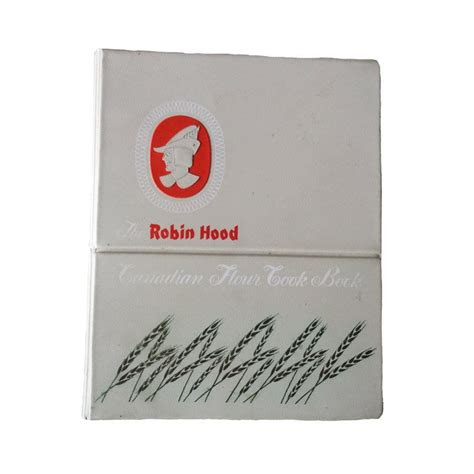 The Robin Hood
Canadian Flour Cook Book